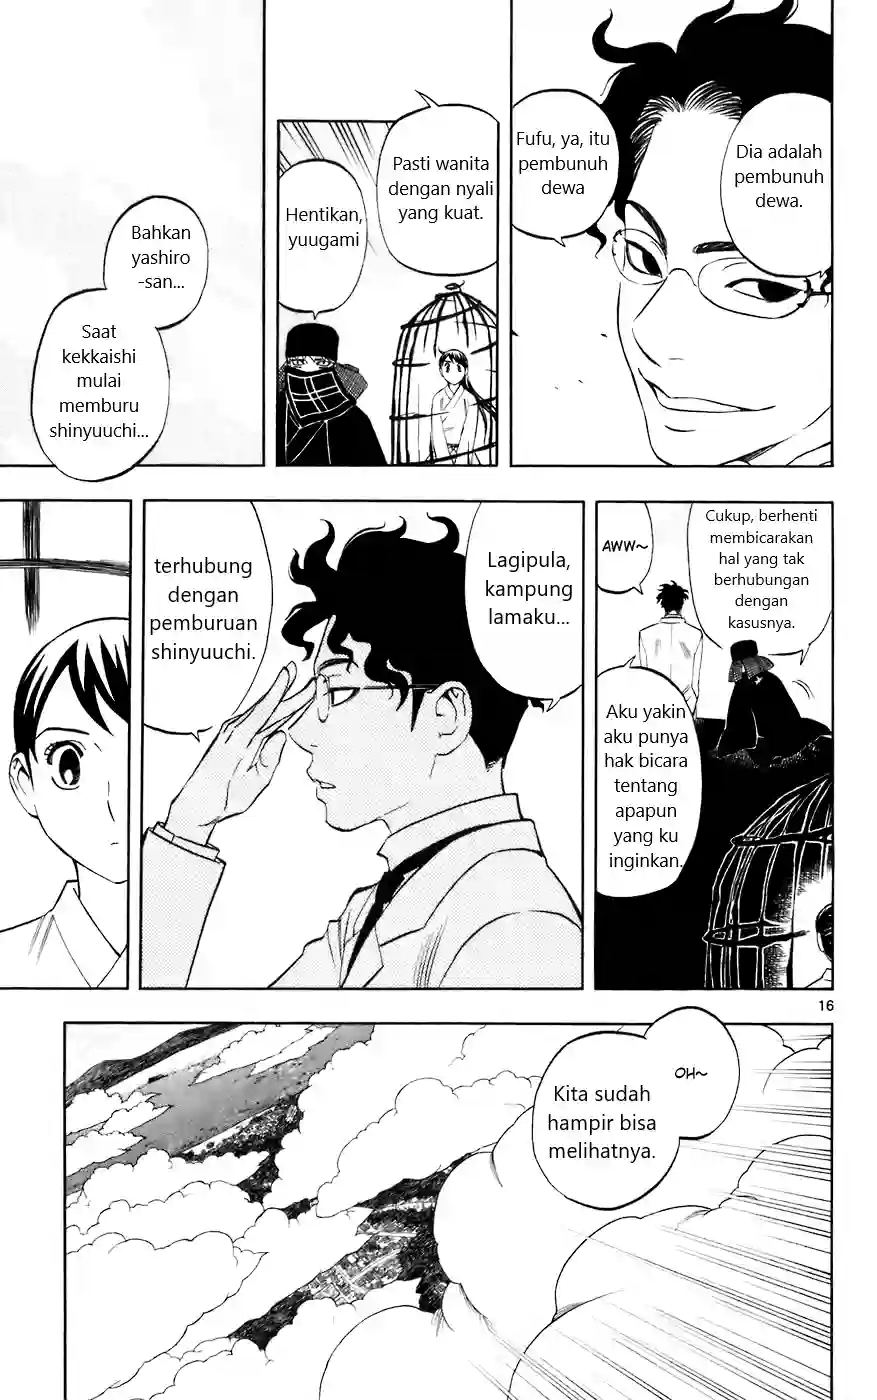 Dia adalah
pembunuh
dewa.
Fufu, ya, itu
pembunuh
dewa
Pasti wanita
dengan nyali
yang kuat.
Hentikan,
yuugami
Bahkan
yashiro
-san...
Saat
kekkaishi
mulai
memburu
shinyuuchi...
Cukup, berhenti
membicarakan
hal yang tak
berhubungan
dengan
kasusnya.
AWW~
Aku yakin
aku punya
hak bicara
tentang
apapun
yang ku
inginkan.
Lagipula,
kampung
lamaku...
terhubung
dengan
pemburuan
shinyuuchi.
16
OH~
Kita sudah
hampir bisa
melihatnya.